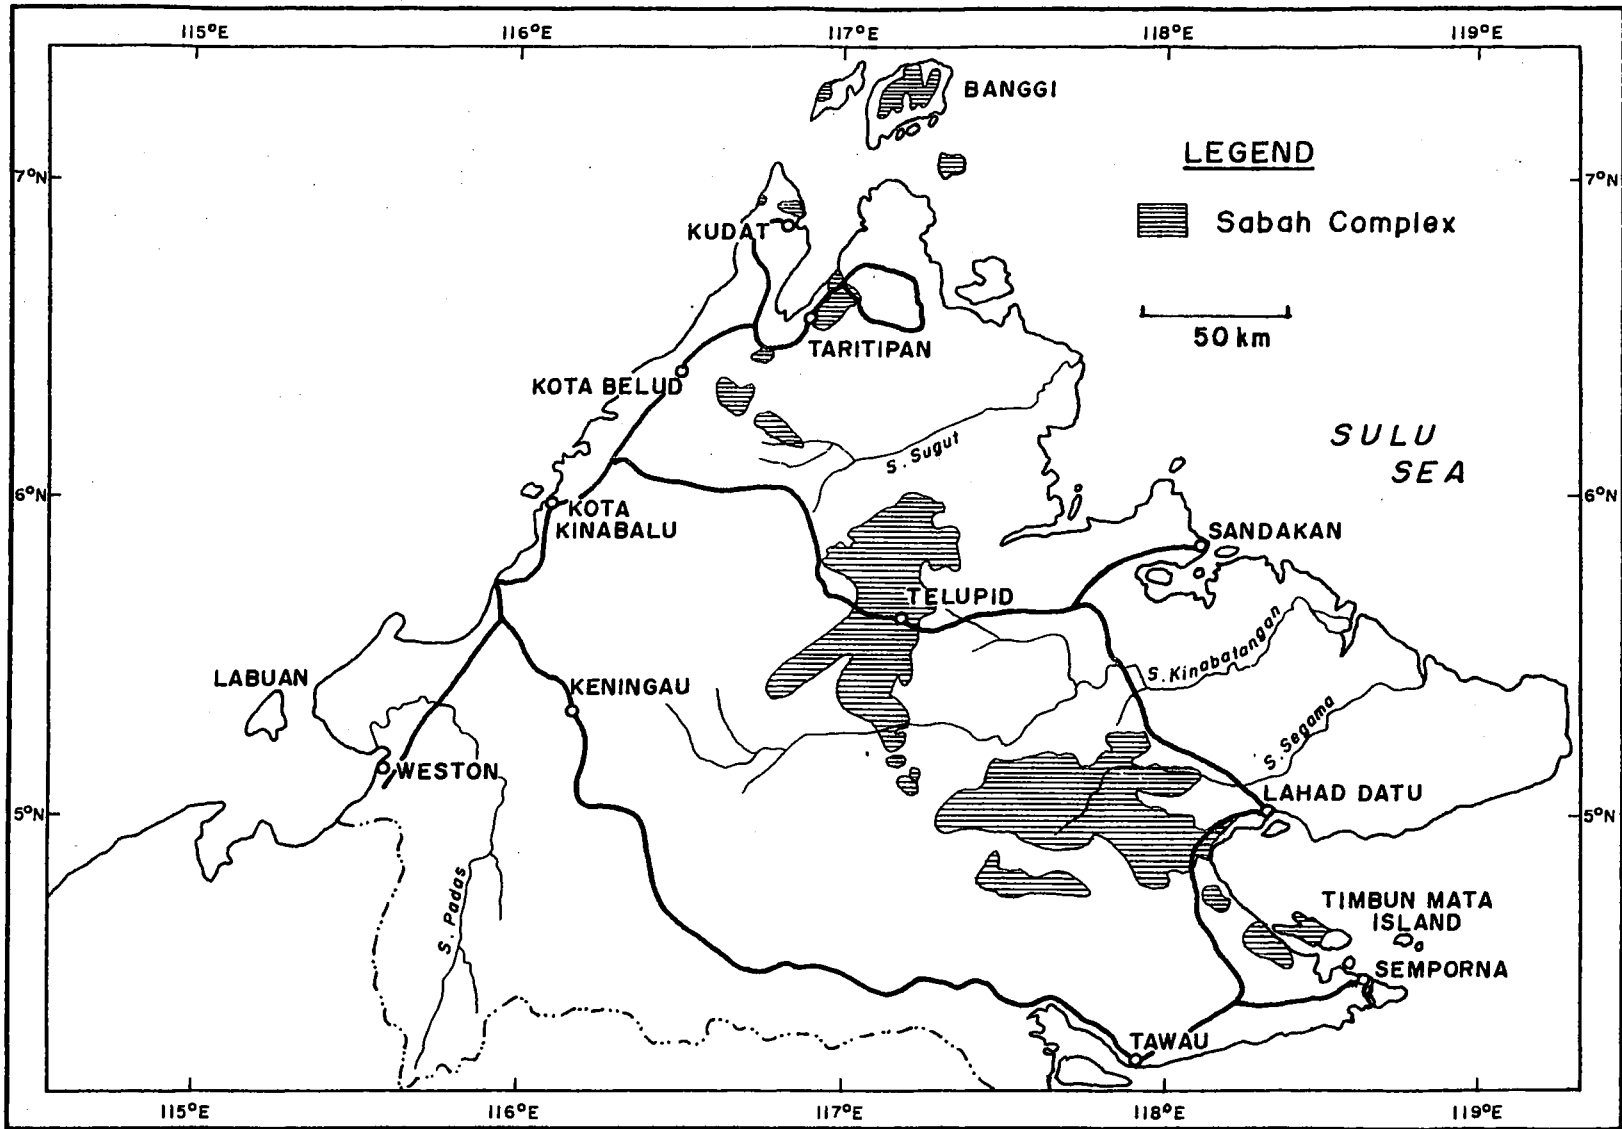 115°E 116°E 117°E 118°E 119°E
BANGGI
LEGEND
7°N 7°N
Sabah Complex
KUDAT
50 km
TARITIPAN
KOTA BELUD
SULU
SEA
S. Sugut
6°N 6°N
KOTA
KINABALU
SANDAKAN
TELUPID
S. Kinabatangan
LABUAN
KENINGAU
S. Segama
WESTON
LAHAD DATU
5°N 5°N
S. Padas
TIMBUN MATA
ISLAND
SEMPORNA
TAWAU
115°E 116°E 117°E 118°E 119°E